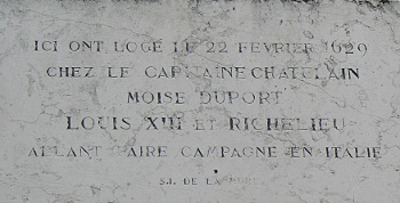 ICI ONT LOGE LE 22 FEVRIER 1629
CHEZ LE CAPITAINE CHATELAIN
MOISE DUPORT
LOUIS XIII ET RICHELIEU
ALLANT FAIRE CAMPAGNE EN ITALIE
S.I. DE LA